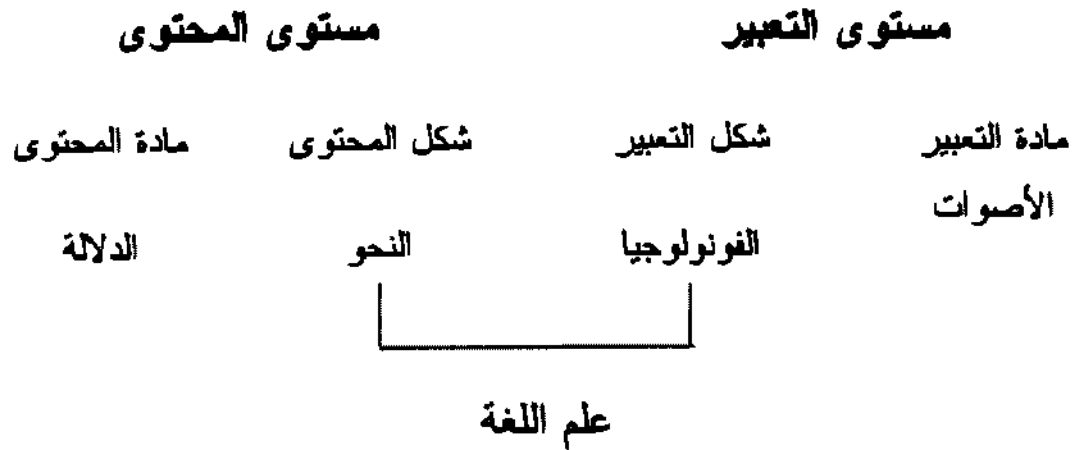 مستوى التعبير مستوى المحتوى
مادة التعبير شكل التعبير شكل المحتوى مادة المحتوى
الأصوات
الفونولوجيا النحو الدلالة
علم اللغة